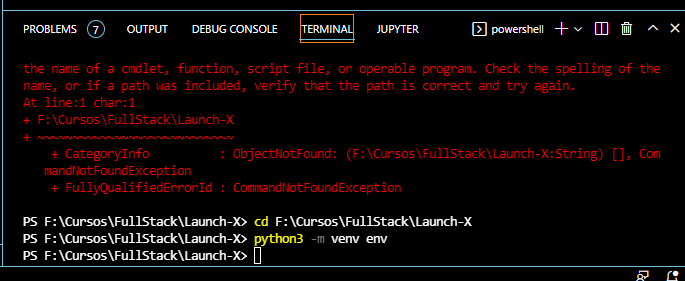 PROBLEMS 7 OUTPUT DEBUG CONSOLE TERMINAL JUPYTER powershell
the name of a cmdlet, function, script file, or operable program. Check the spelling of the
name, or if a path was included, verify that the path is correct and try again.
At line:1 char:1
+ F:\Cursos\FullStack\Launch-X
+ ~~~~~~~~~~~~~~~~~~~~~~~~~~~~
+ CategoryInfo : ObjectNotFound: (F:\Cursos\FullStack\Launch-X:String) [], Com
mandNotFoundException
+ FullyQualifiedErrorId : CommandNotFoundException
PS F:\Cursos\FullStack\Launch-X> cd F:\Cursos\FullStack\Launch-X
PS F:\Cursos\FullStack\Launch-X> python3 -m venv env
PS F:\Cursos\FullStack\Launch-X>